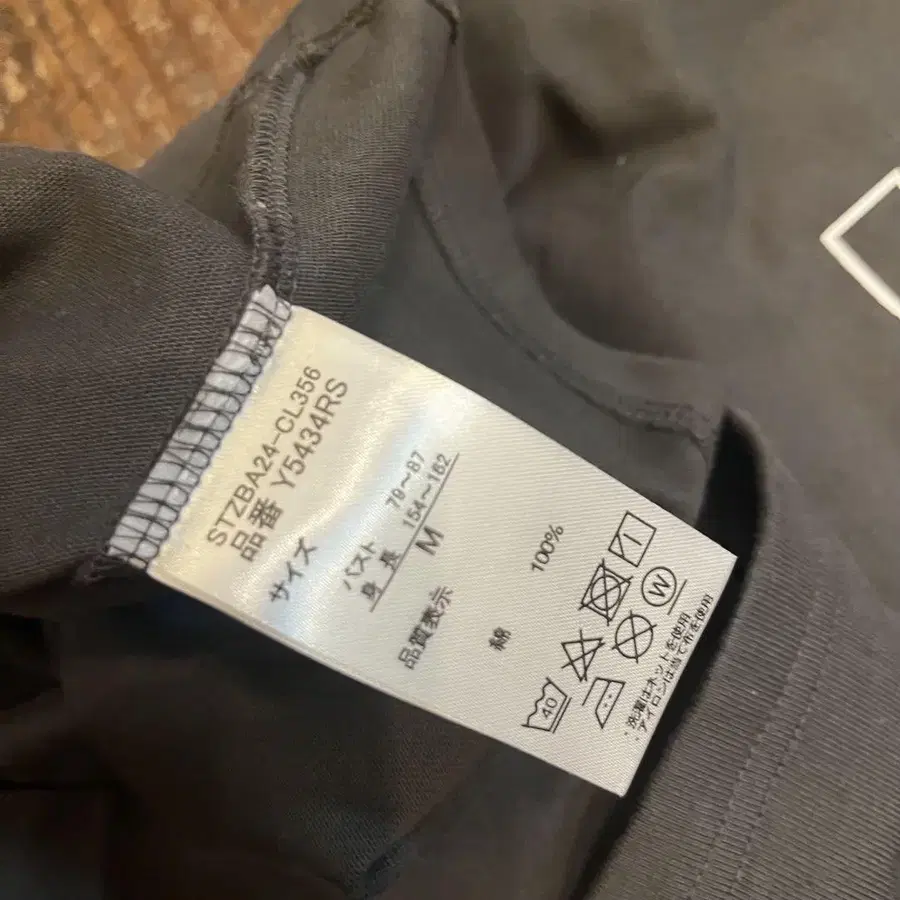 STZBA24-CL356
品番 Y5434RS
サイズ
バスト 79~87
身長 154~162
M
品質表示
綿 100%
40
W
・洗濯はネットを使用
・アイロンは当て布を使用